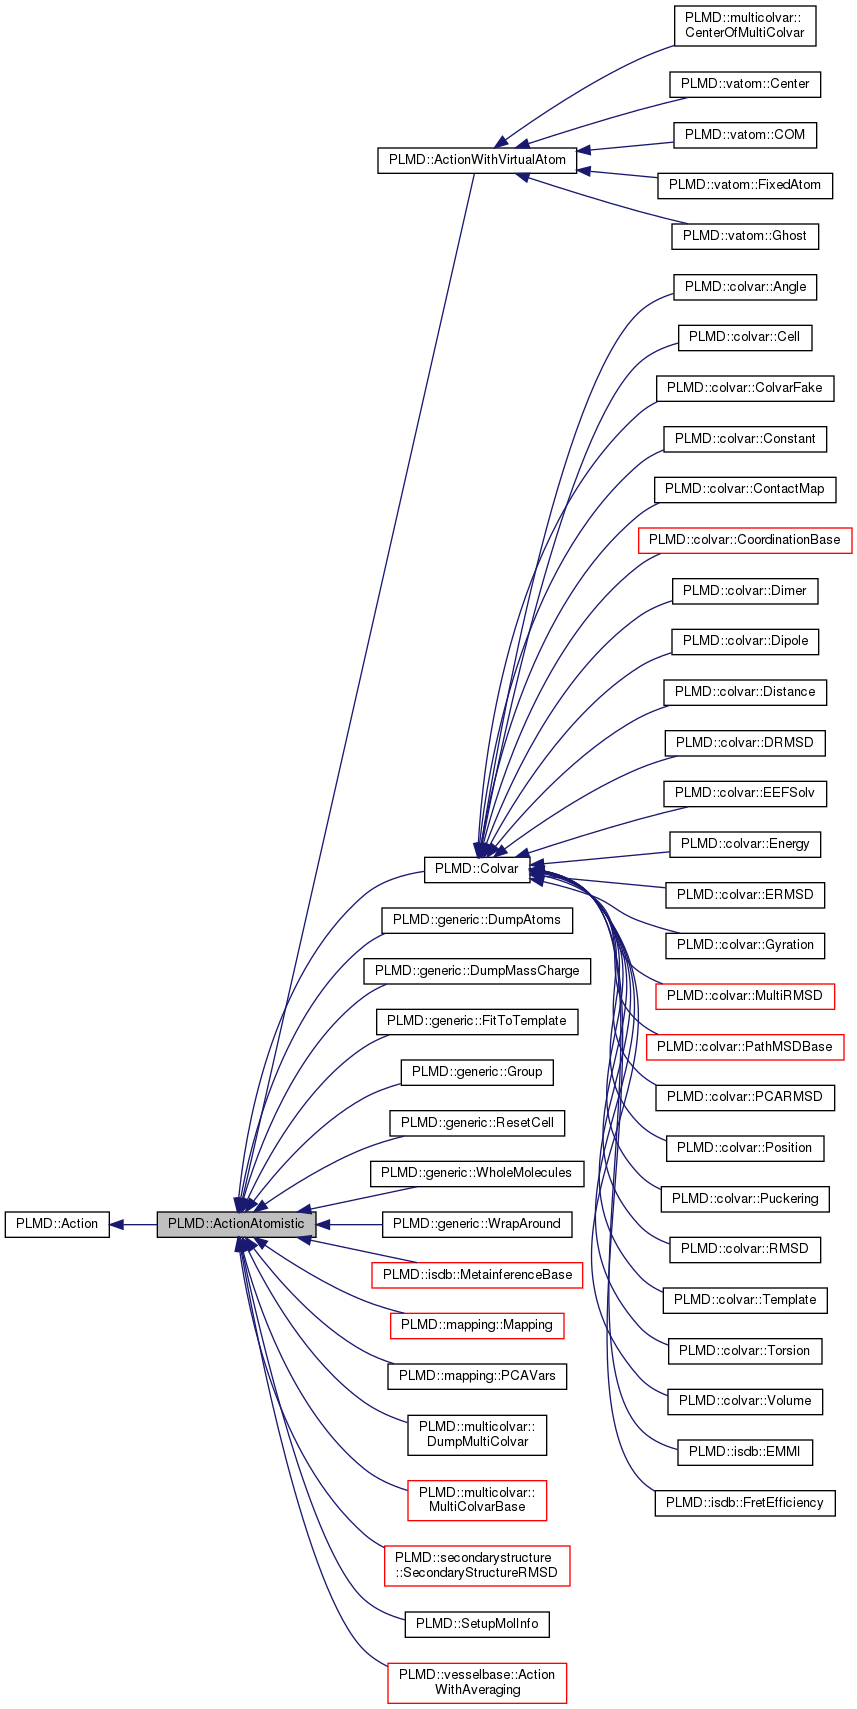 PLMD::multicolvar::
CenterOfMultiColvar
PLMD::vatom::Center
PLMD::vatom::COM
PLMD::ActionWithVirtualAtom
PLMD::vatom::FixedAtom
PLMD::vatom::Ghost
PLMD::colvar::Angle
PLMD::colvar::Cell
PLMD::colvar::ColvarFake
PLMD::colvar::Constant
PLMD::colvar::ContactMap
PLMD::colvar::CoordinationBase
PLMD::colvar::Dimer
PLMD::colvar::Dipole
PLMD::colvar::Distance
PLMD::colvar::DRMSD
PLMD::colvar::EEFSolv
PLMD::colvar::Energy
PLMD::Colvar
PLMD::colvar::ERMSD
PLMD::generic::DumpAtoms
PLMD::colvar::Gyration
PLMD::generic::DumpMassCharge
PLMD::colvar::MultiRMSD
PLMD::generic::FitToTemplate
PLMD::colvar::PathMSDBase
PLMD::generic::Group
PLMD::colvar::PCARMSD
PLMD::generic::ResetCell
PLMD::colvar::Position
PLMD::generic::WholeMolecules
PLMD::colvar::Puckering
PLMD::Action
PLMD::ActionAtomistic
PLMD::generic::WrapAround
PLMD::colvar::RMSD
PLMD::isdb::MetainferenceBase
PLMD::colvar::Template
PLMD::mapping::Mapping
PLMD::colvar::Torsion
PLMD::mapping::PCAVars
PLMD::colvar::Volume
PLMD::multicolvar::
DumpMultiColvar
PLMD::isdb::EMMI
PLMD::multicolvar::
MultiColvarBase
PLMD::isdb::FretEfficiency
PLMD::secondarystructure
::SecondaryStructureRMSD
PLMD::SetupMolInfo
PLMD::vesselbase::Action
WithAveraging